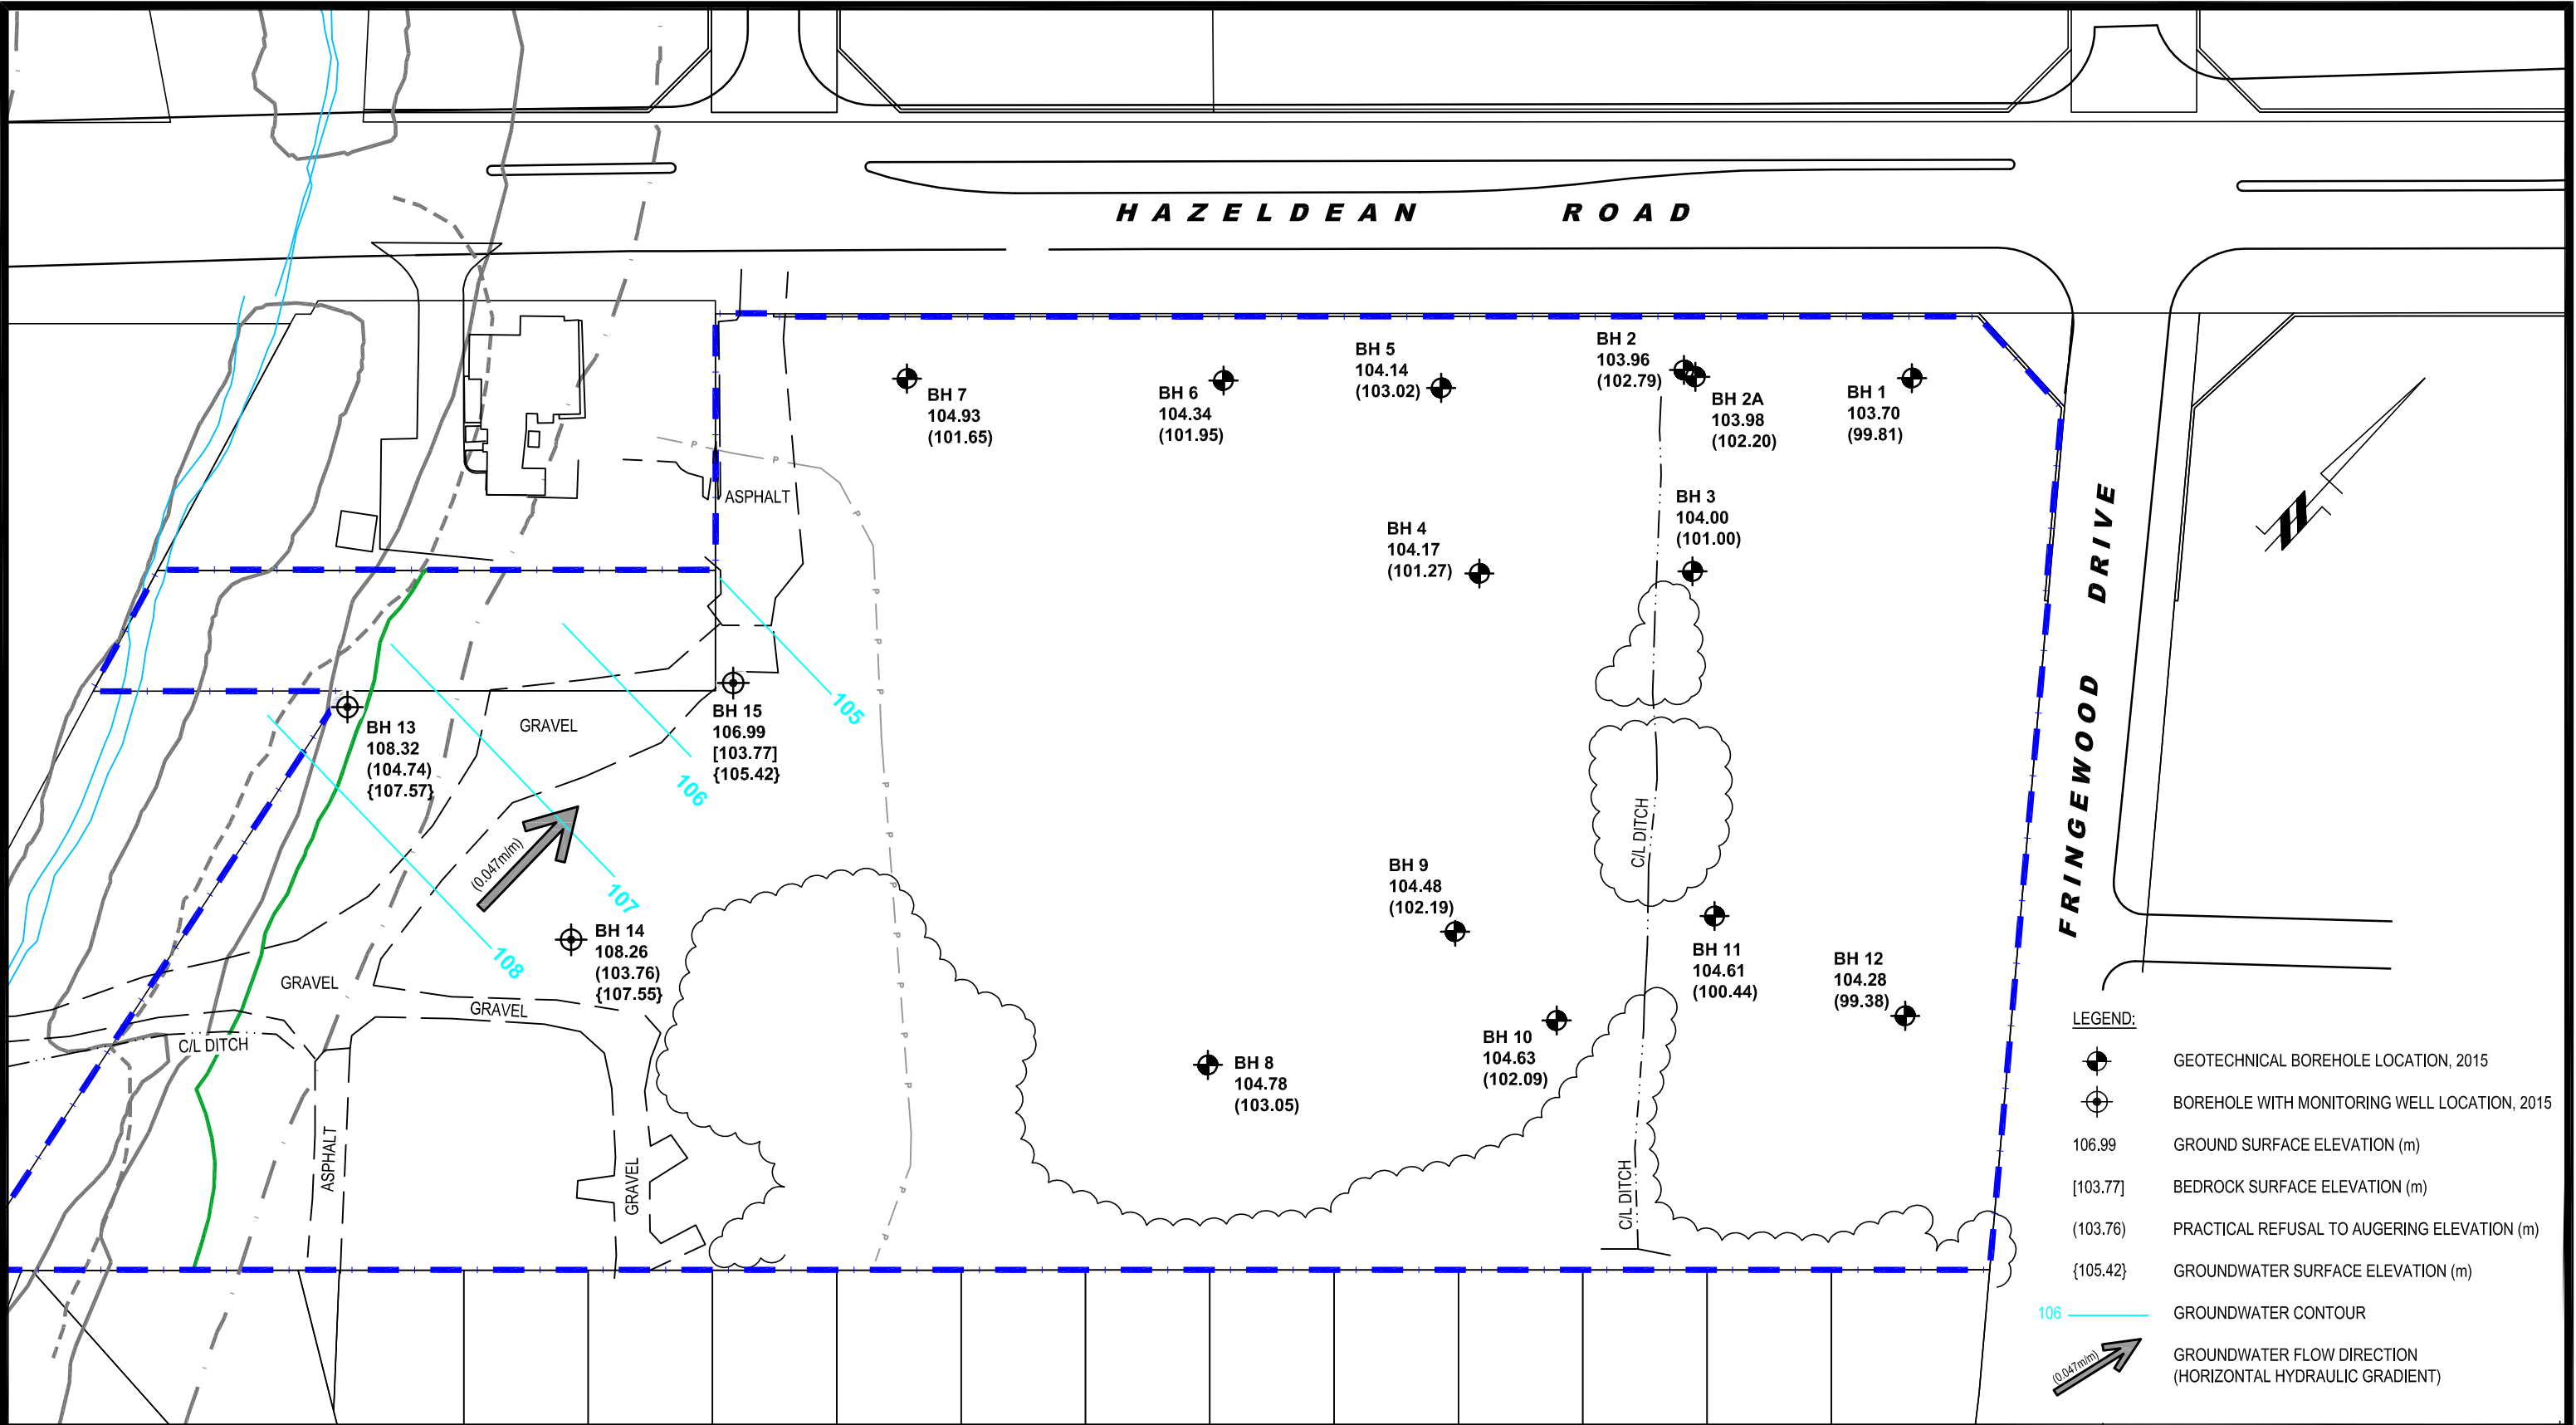 HAZELDEAN ROAD
BH 7
104.93
(101.65)
BH 6
104.34
(101.95)
BH 5
104.14
(103.02)
BH 2
103.96
(102.79)
BH 2A
103.98
(102.20)
BH 1
103.70
(99.81)
P
P
P
P
P
P
P
P
P
P
P
P
ASPHALT
BH 4
104.17
(101.27)
BH 3
104.00
(101.00)
FRINGEWOOD DRIVE
105
106
107
108
BH 13
108.32
(104.74)
{107.57}
GRAVEL
BH 15
106.99
[103.77]
{105.42}
(0.047m/m)
BH 14
108.26
(103.76)
{107.55}
GRAVEL
GRAVEL
C/L DITCH
ASPHALT
GRAVEL
C/L DITCH
BH 9
104.48
(102.19)
BH 11
104.61
(100.44)
BH 12
104.28
(99.38)
BH 10
104.63
(102.09)
BH 8
104.78
(103.05)
C/L DITCH
LEGEND:
GEOTECHNICAL BOREHOLE LOCATION, 2015
BOREHOLE WITH MONITORING WELL LOCATION, 2015
106.99 GROUND SURFACE ELEVATION (m)
[103.77] BEDROCK SURFACE ELEVATION (m)
(103.76) PRACTICAL REFUSAL TO AUGERING ELEVATION (m)
{105.42} GROUNDWATER SURFACE ELEVATION (m)
106 GROUNDWATER CONTOUR
(0.047m/m) GROUNDWATER FLOW DIRECTION
(HORIZONTAL HYDRAULIC GRADIENT)